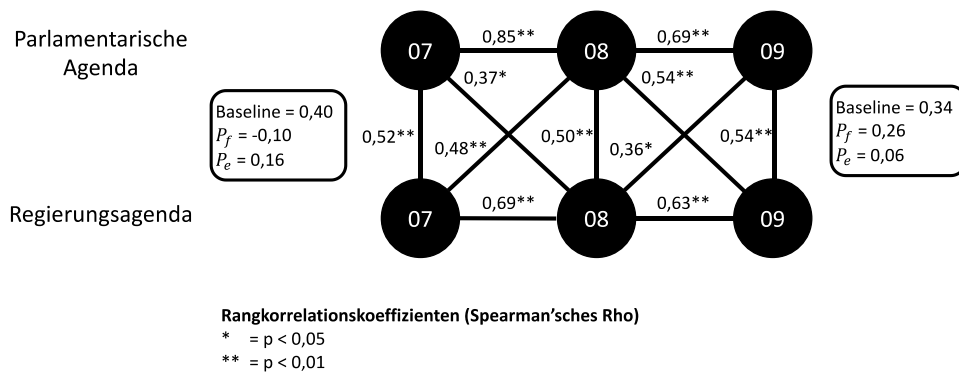 Parlamentarische
Agenda
07 0,85** 08 0,69** 09
0,37* 0,54**
Baseline = 0,40
P_f = -0,10
P_e = 0,16
0,52** 0,48** 0,50** 0,36* 0,54**
Baseline = 0,34
P_f = 0,26
P_e = 0,06
Regierungsagenda
07 0,69** 08 0,63** 09
Rangkorrelationskoeffizienten (Spearman’sches Rho)
* = p < 0,05
** = p < 0,01